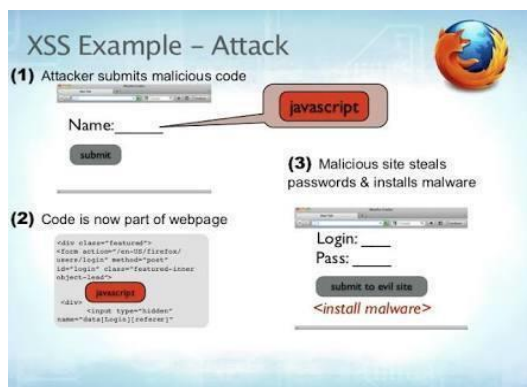 XSS Example – Attack
(1) Attacker submits malicious code
Name:_____
javascript
submit
(2) Code is now part of webpage
<div class="featured">
<form action="/en-US/firefox/
users/login" method="post"
id="login" class="featured-inner
object-lead">
javascript
<div>
<input type="hidden"
name="data[Login][referer]"
(3) Malicious site steals
passwords & installs malware
Login: ____
Pass: _____
submit to evil site
<install malware>